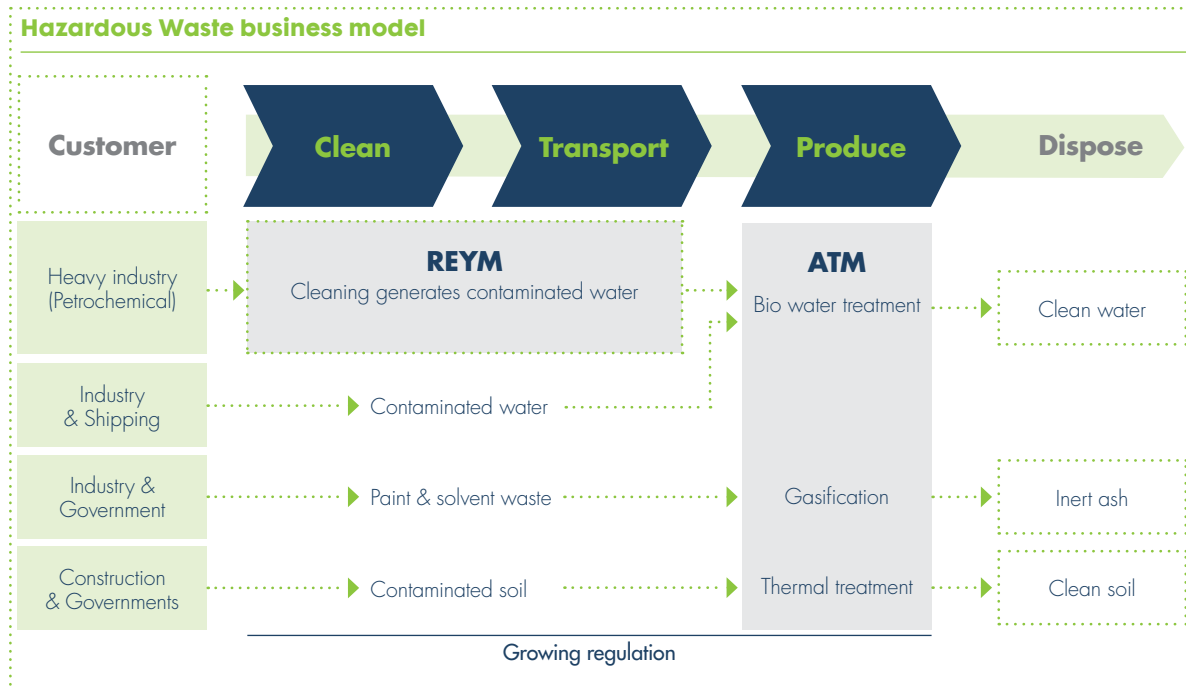 Hazardous Waste business model
Customer
Clean
Transport
Produce
Dispose
Heavy industry
(Petrochemical)
REYM
Cleaning generates contaminated water
ATM
Bio water treatment
Clean water
Industry
& Shipping
Contaminated water
Industry &
Government
Paint & solvent waste
Gasification
Inert ash
Construction
& Governments
Contaminated soil
Thermal treatment
Clean soil
Growing regulation